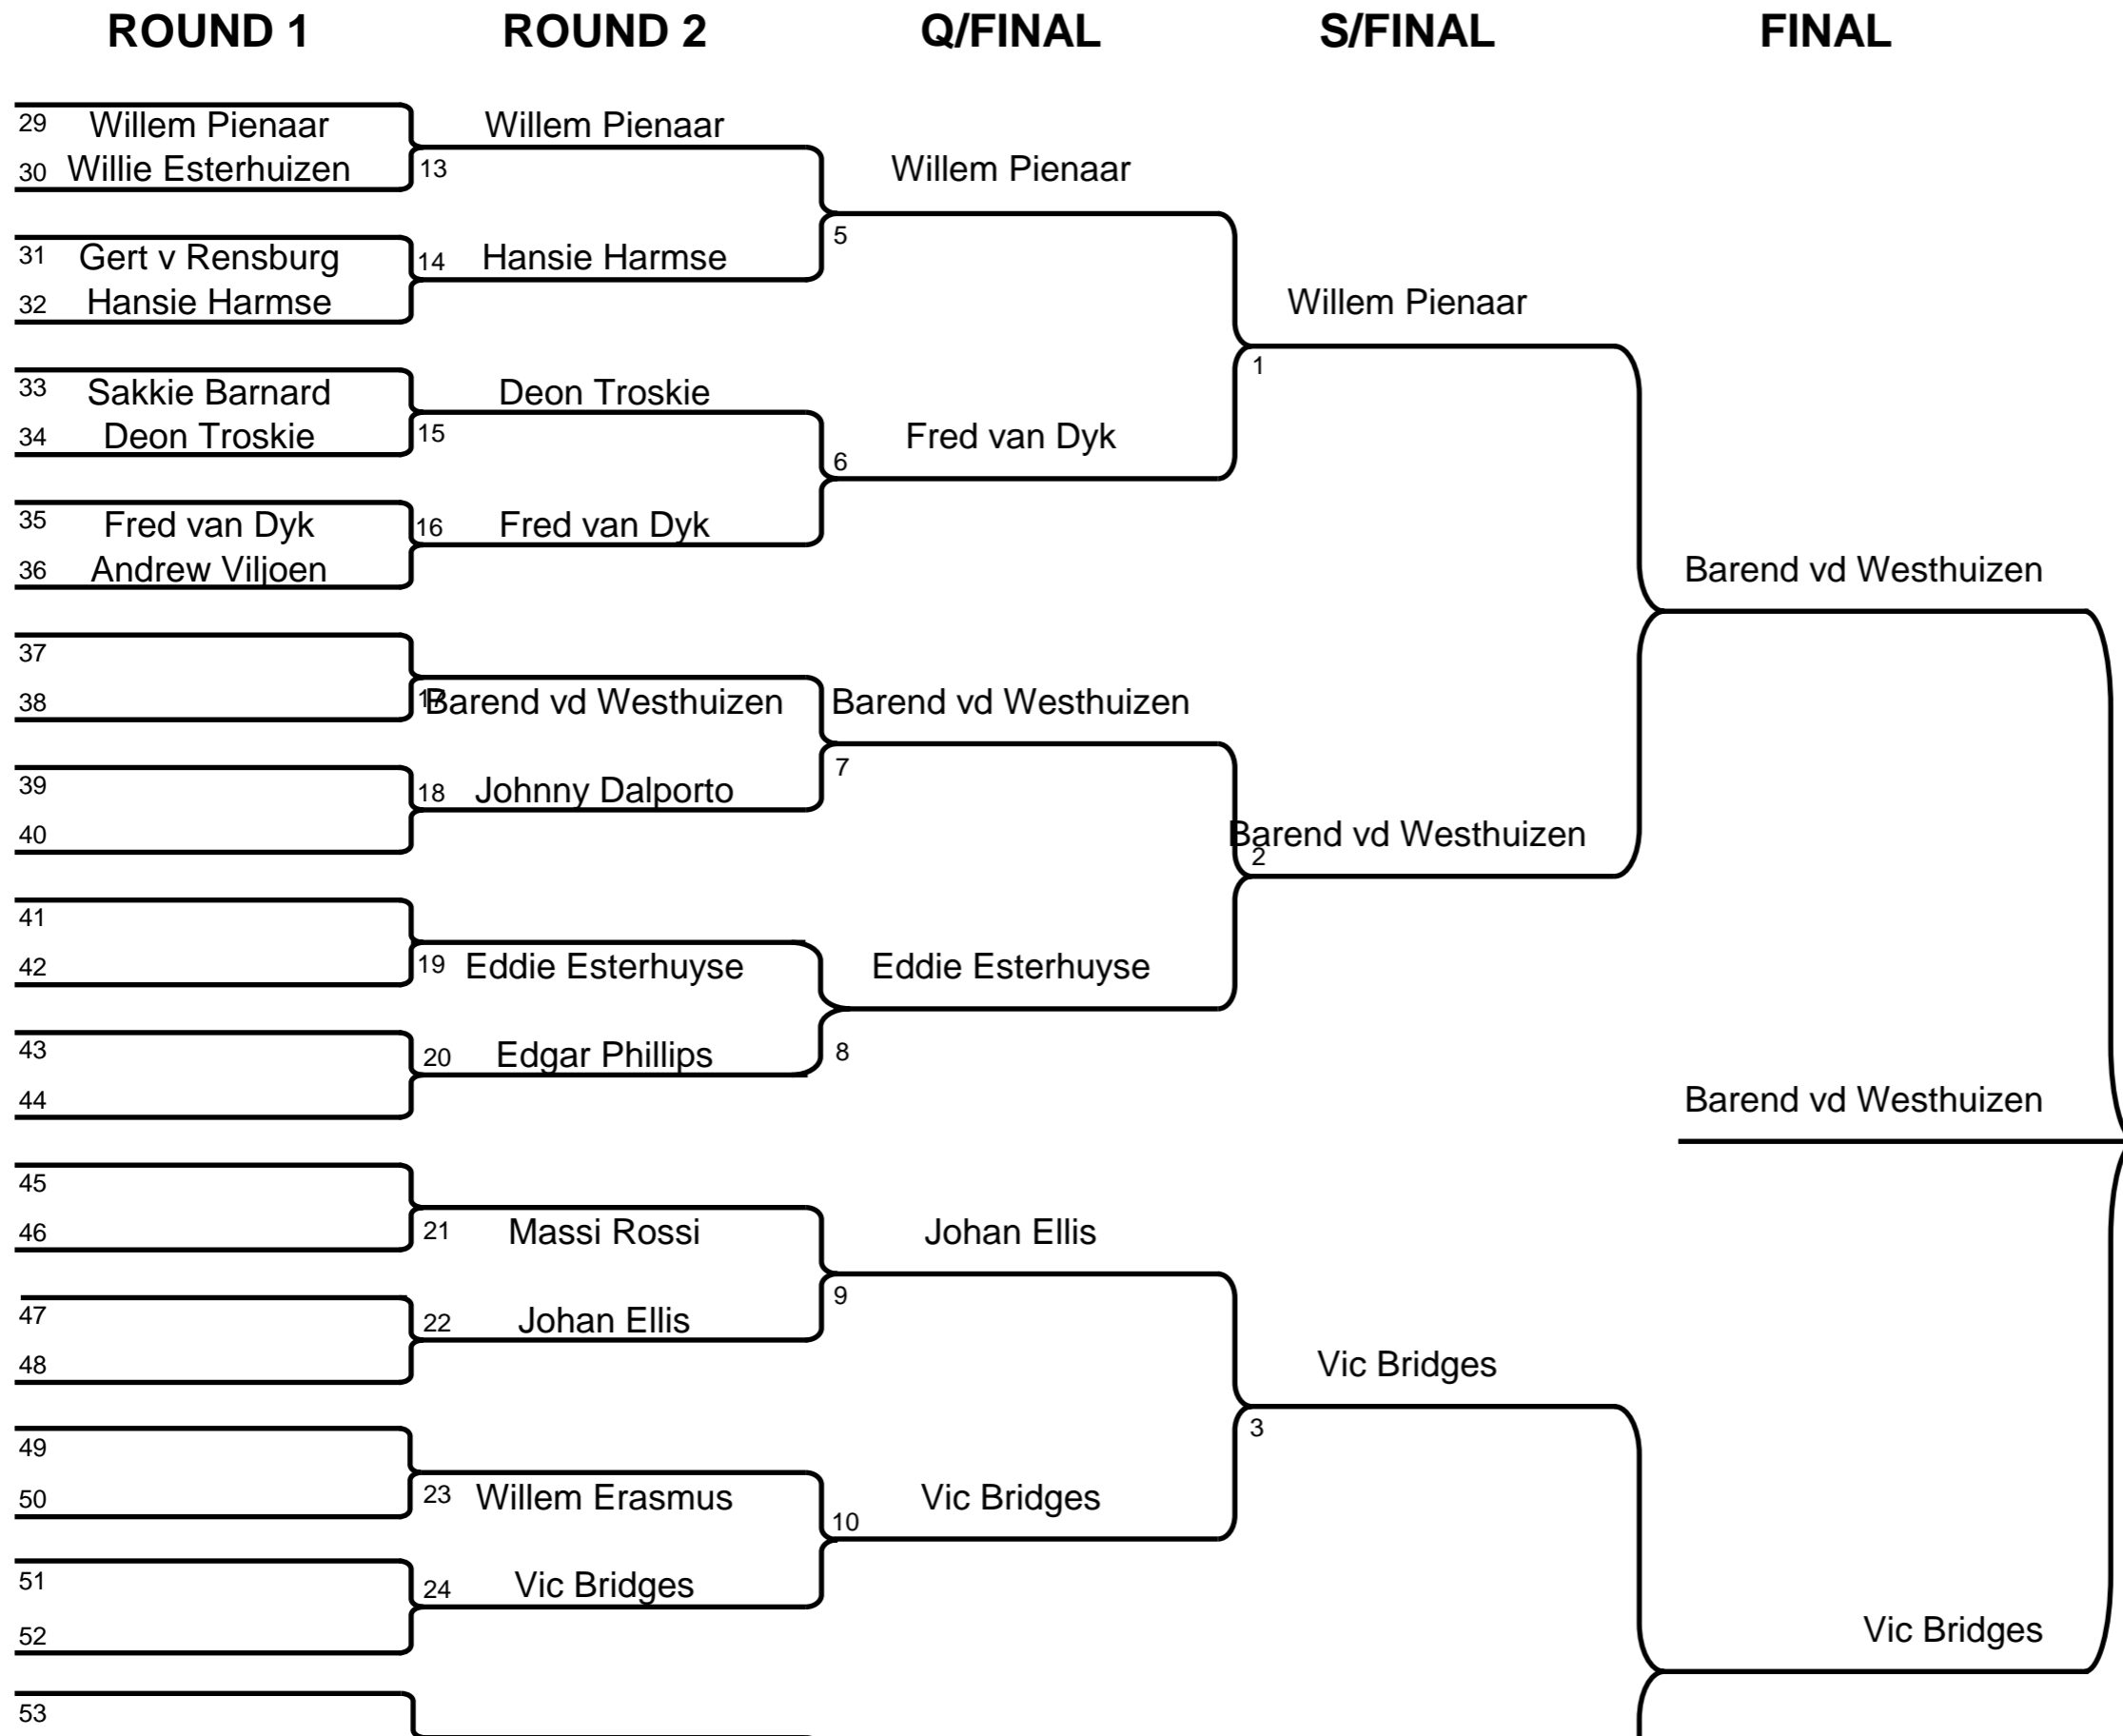 ROUND 1 ROUND 2 Q/FINAL S/FINAL FINAL
29 Willem Pienaar Willem Pienaar
30 Willie Esterhuizen 13 Willem Pienaar
5
31 Gert v Rensburg 14 Hansie Harmse
32 Hansie Harmse Willem Pienaar
1
33 Sakkie Barnard Deon Troskie
34 Deon Troskie 15 Fred van Dyk
6
35 Fred van Dyk 16 Fred van Dyk
36 Andrew Viljoen Barend vd Westhuizen
37
38 17 Barend vd Westhuizen Barend vd Westhuizen
7
39 18 Johnny Dalporto
40 Barend vd Westhuizen
2
41
42 19 Eddie Esterhuyse Eddie Esterhuyse
43 20 Edgar Phillips 8
44 Barend vd Westhuizen
45
46 21 Massi Rossi Johan Ellis
9
47 22 Johan Ellis
48 Vic Bridges
3
49
50 23 Willem Erasmus Vic Bridges
10
51 24 Vic Bridges
52 Vic Bridges
53